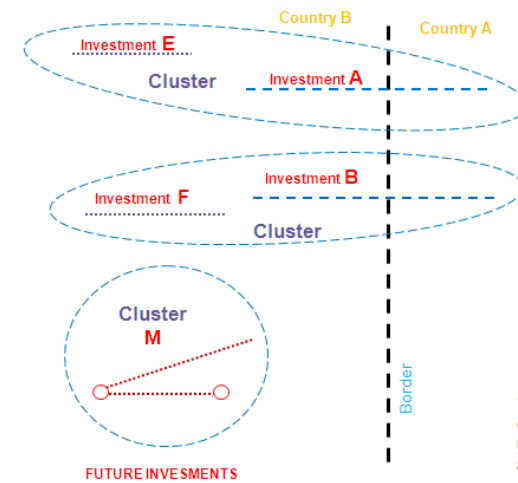 Country B
Country A
Investment E
Cluster
Investment A
Investment B
Investment F
Cluster
Cluster
M
Border
FUTURE INVESMENTS